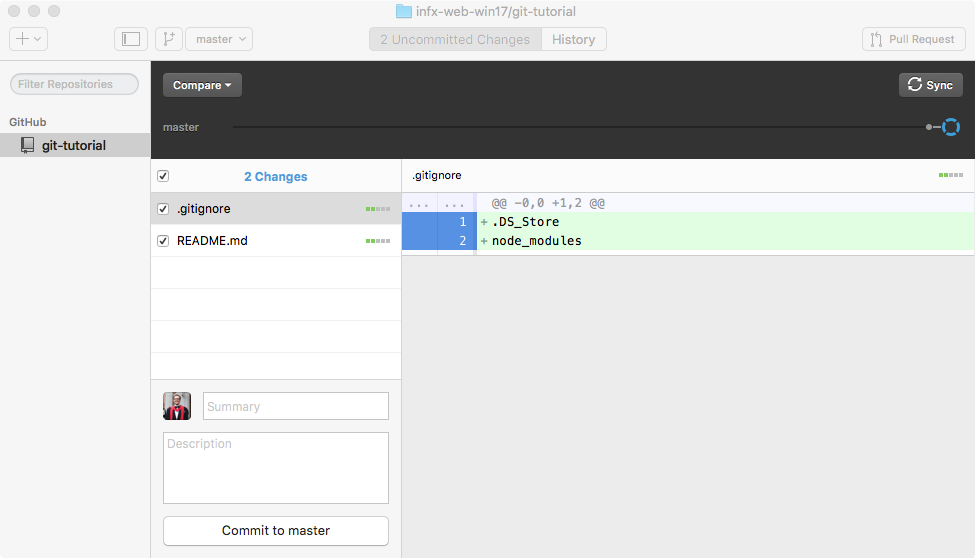 infx-web-win17/git-tutorial
master
2 Uncommitted Changes
History
Pull Request
Filter Repositories
Compare
Sync
GitHub
master
git-tutorial
2 Changes
.gitignore
.gitignore
... ... @@ -0,0 +1,2 @@
README.md
1 + .DS_Store
2 + node_modules
Summary
Description
Commit to master